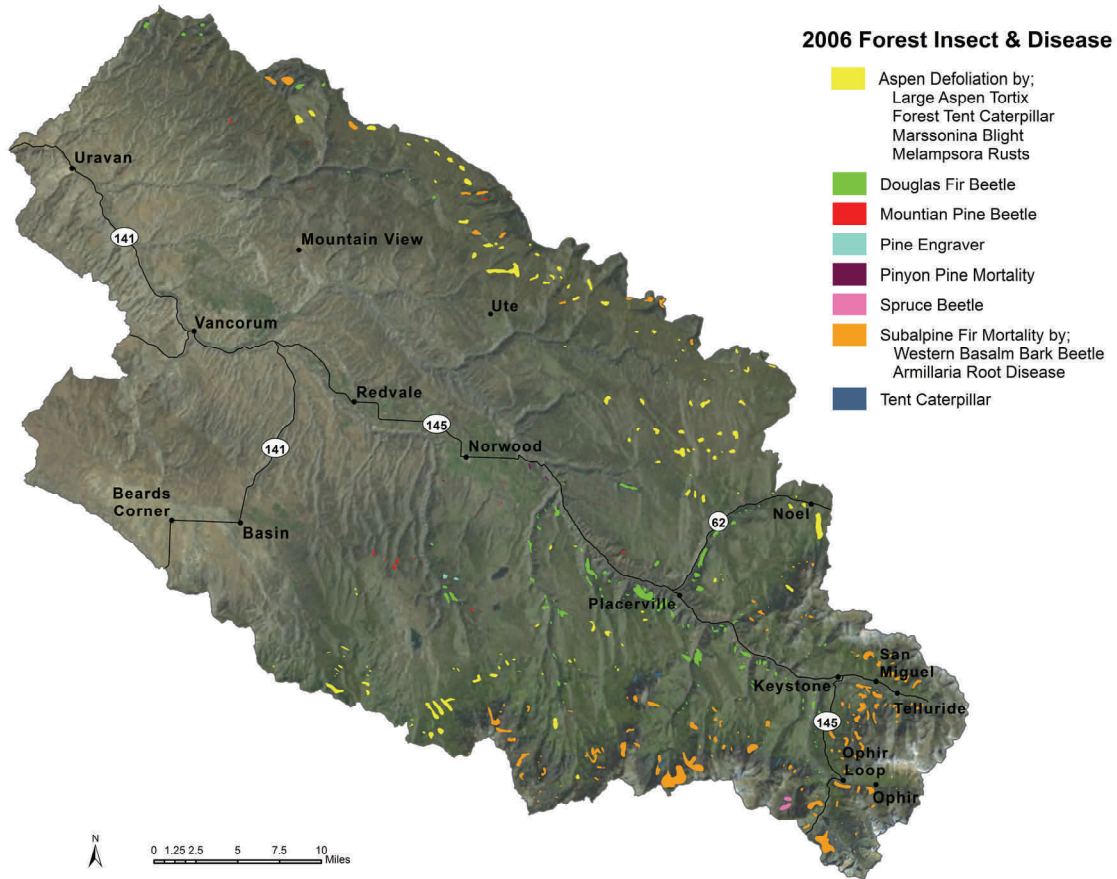 2006 Forest Insect & Disease
Aspen Defoliation by;
Large Aspen Tortix
Forest Tent Caterpillar
Marssonina Blight
Melampsora Rusts
Douglas Fir Beetle
Mountian Pine Beetle
Pine Engraver
Pinyon Pine Mortality
Spruce Beetle
Subalpine Fir Mortality by;
Western Basalm Bark Beetle
Armillaria Root Disease
Tent Caterpillar
Uravan
141
Mountain View
Ute
Vancorum
Redvale
145
Norwood
141
Beards
Corner
Basin
62
Noel
Placerville
San
Miguel
Keystone
Telluride
145
Ophir
Loop
Ophir
N
0 1.25 2.5 5 7.5 10
Miles